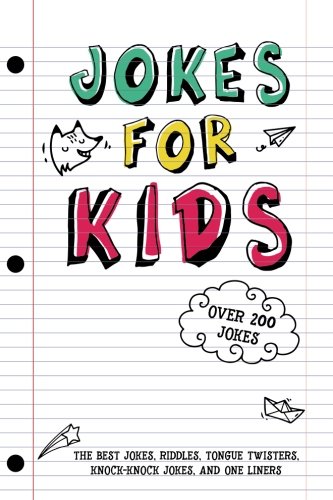 JOKES
FOR
KIDS
OVER 200
JOKES
THE BEST JOKES, RIDDLES, TONGUE TWISTERS,
KNOCK-KNOCK JOKES, AND ONE LINERS